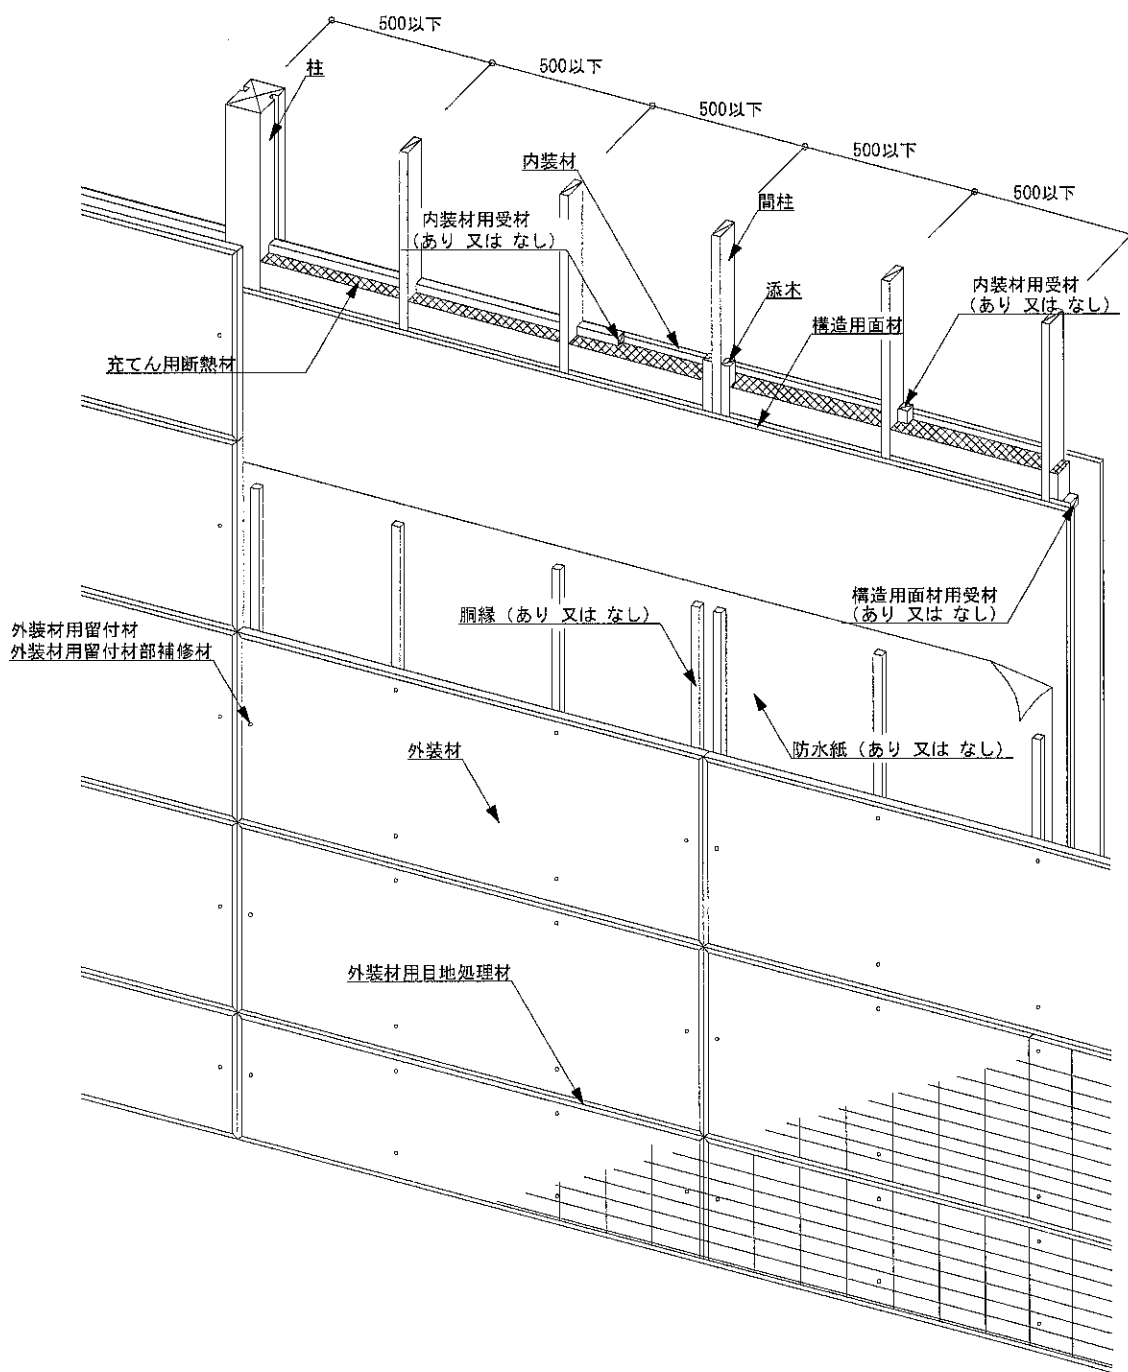 500以下
500以下
500以下
500以下
500以下
柱
内装材
間柱
内装材用受材
(あり 又は なし)
添木
内装材用受材
(あり 又は なし)
構造用面材
充てん用断熱材
構造用面材用受材
(あり 又は なし)
胴縁 (あり 又は なし)
外装材用留付材
外装材用留付材部補修材
防水紙 (あり 又は なし)
外装材
外装材用目地処理材